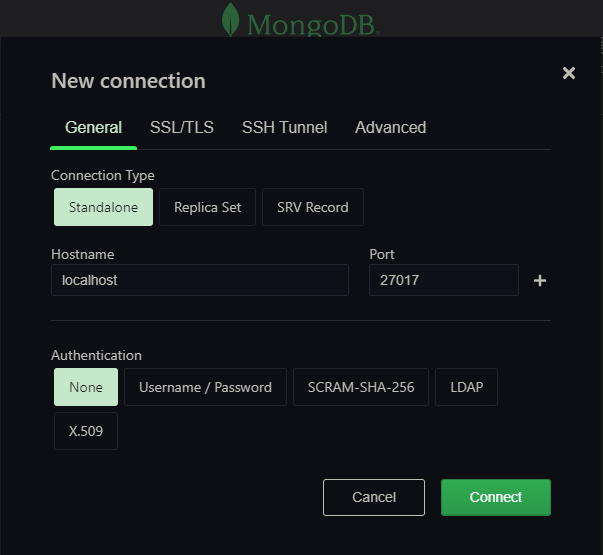 MongoDB®
New connection
General SSL/TLS SSH Tunnel Advanced
Connection Type
Standalone Replica Set SRV Record
Hostname Port
localhost 27017
Authentication
None Username / Password SCRAM-SHA-256 LDAP
X.509
Cancel Connect